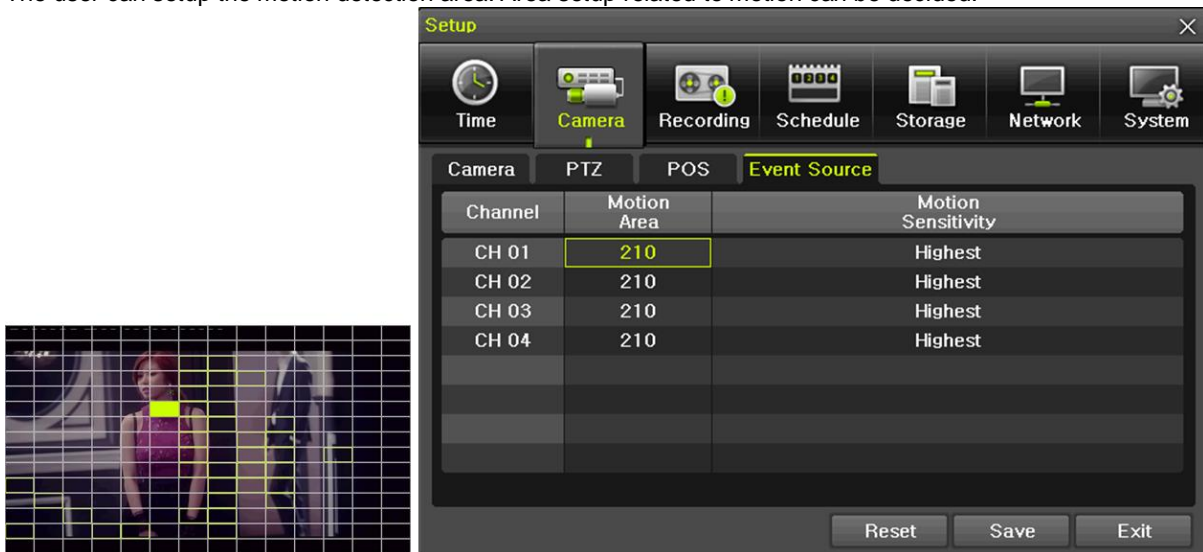 The user can setup the motion detection area. Area setup related to motion can be decided.
Setup
Time Camera Recording Schedule Storage Network System
Camera PTZ POS Event Source
Channel Motion Area Motion Sensitivity
CH 01 210 Highest
CH 02 210 Highest
CH 03 210 Highest
CH 04 210 Highest
Reset Save Exit